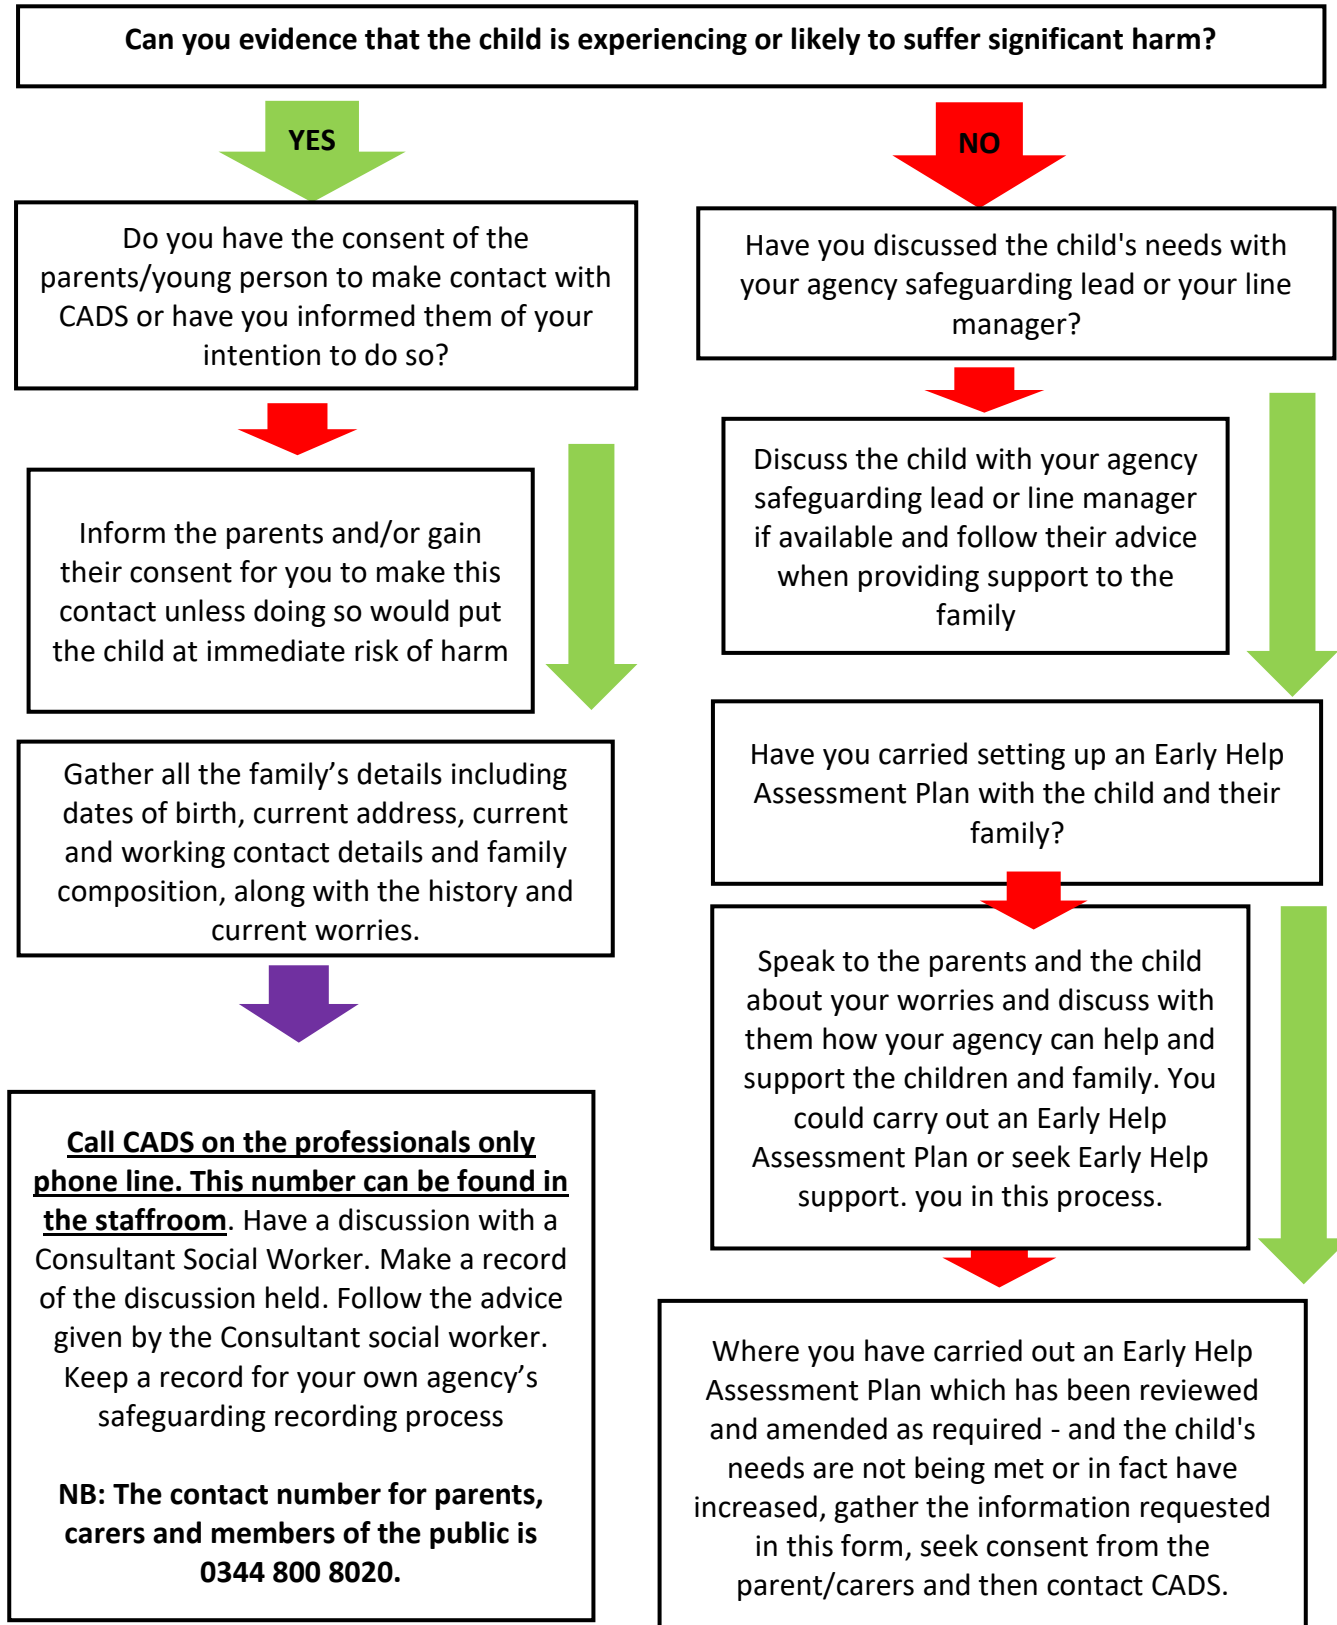 Can you evidence that the child is experiencing or likely to suffer significant harm?
YES
Do you have the consent of the
parents/young person to make contact with
CADS or have you informed them of your
intention to do so?
Inform the parents and/or gain
their consent for you to make this
contact unless doing so would put
the child at immediate risk of harm
Gather all the family’s details including
dates of birth, current address, current
and working contact details and family
composition, along with the history and
current worries.
Call CADS on the professionals only
phone line. This number can be found in
the staffroom. Have a discussion with a
Consultant Social Worker. Make a record
of the discussion held. Follow the advice
given by the Consultant social worker.
Keep a record for your own agency’s
safeguarding recording process
NB: The contact number for parents,
carers and members of the public is
0344 800 8020.
NO
Have you discussed the child's needs with
your agency safeguarding lead or your line
manager?
Discuss the child with your agency
safeguarding lead or line manager
if available and follow their advice
when providing support to the
family
Have you carried setting up an Early Help
Assessment Plan with the child and their
family?
Speak to the parents and the child
about your worries and discuss with
them how your agency can help and
support the children and family. You
could carry out an Early Help
Assessment Plan or seek Early Help
support. you in this process.
Where you have carried out an Early Help
Assessment Plan which has been reviewed
and amended as required - and the child's
needs are not being met or in fact have
increased, gather the information requested
in this form, seek consent from the
parent/carers and then contact CADS.